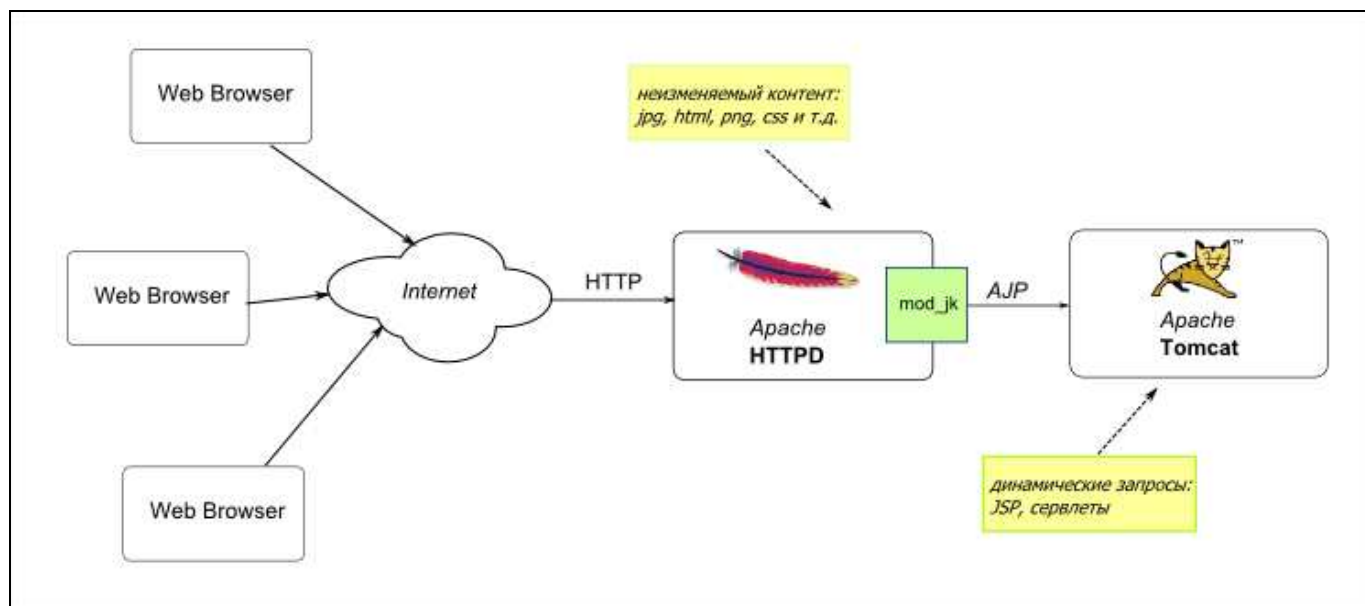 Web Browser
неизменяемый контент:
jpg, html, png, css и т.д.
Web Browser
Internet
HTTP
Apache
HTTPD
mod_jk
AJP
TM
Apache
Tomcat
Web Browser
динамические запросы:
JSP, сервлеты